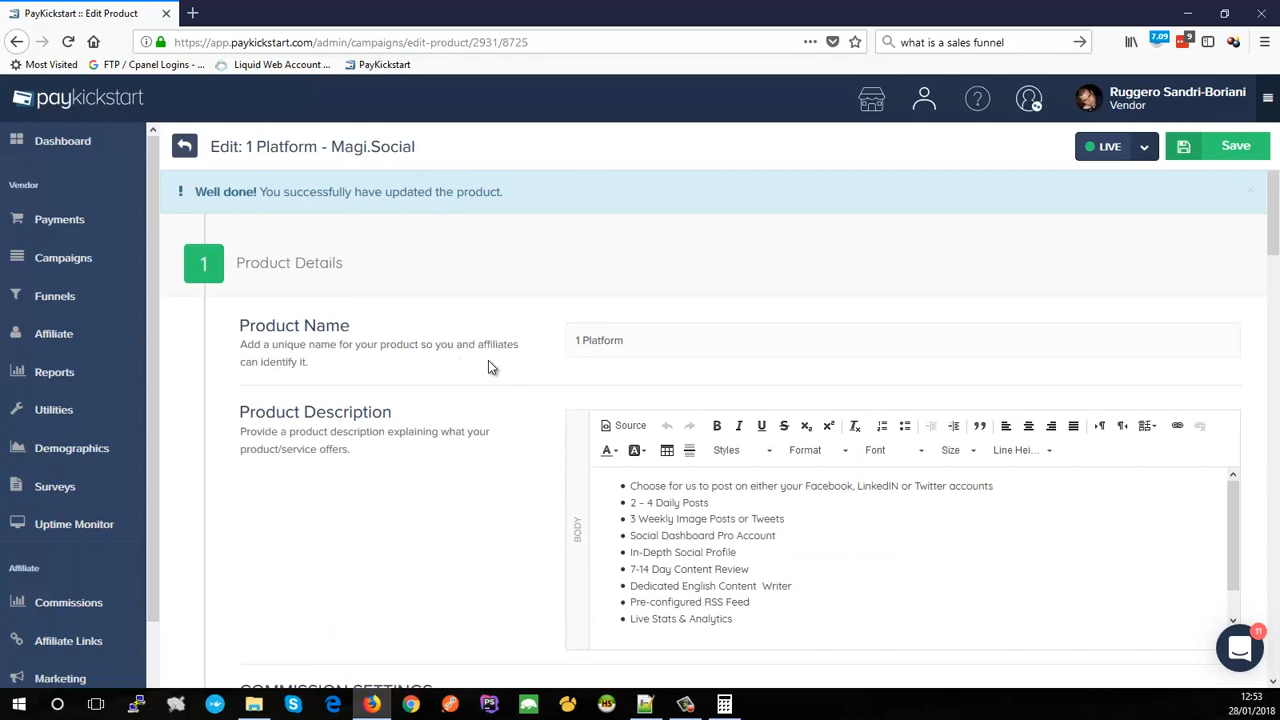 PayKickstart :: Edit Product
https://app.paykickstart.com/admin/campaigns/edit-product/2931/8725
what is a sales funnel
7.09
9
Most Visited
FTP / Cpanel Logins - ...
Liquid Web Account ...
PayKickstart
paykickstart
Ruggero Sandri-Boriani
Vendor
Dashboard
Vendor
Payments
Campaigns
Funnels
Affiliate
Reports
Utilities
Demographics
Surveys
Uptime Monitor
Affiliate
Commissions
Affiliate Links
Marketing
Edit: 1 Platform - Magi.Social
LIVE
Save
Well done! You successfully have updated the product.
1
Product Details
Product Name
Add a unique name for your product so you and affiliates
can identify it.
1 Platform
Product Description
Provide a product description explaining what your
product/service offers.
Source
Styles
Format
Font
Size
Line Hei...
BODY
Choose for us to post on either your Facebook, LinkedIN or Twitter accounts
2 – 4 Daily Posts
3 Weekly Image Posts or Tweets
Social Dashboard Pro Account
In-Depth Social Profile
7-14 Day Content Review
Dedicated English Content Writer
Pre-configured RSS Feed
Live Stats & Analytics
COMMISSION SETTINGS
11
12:53
28/01/2018